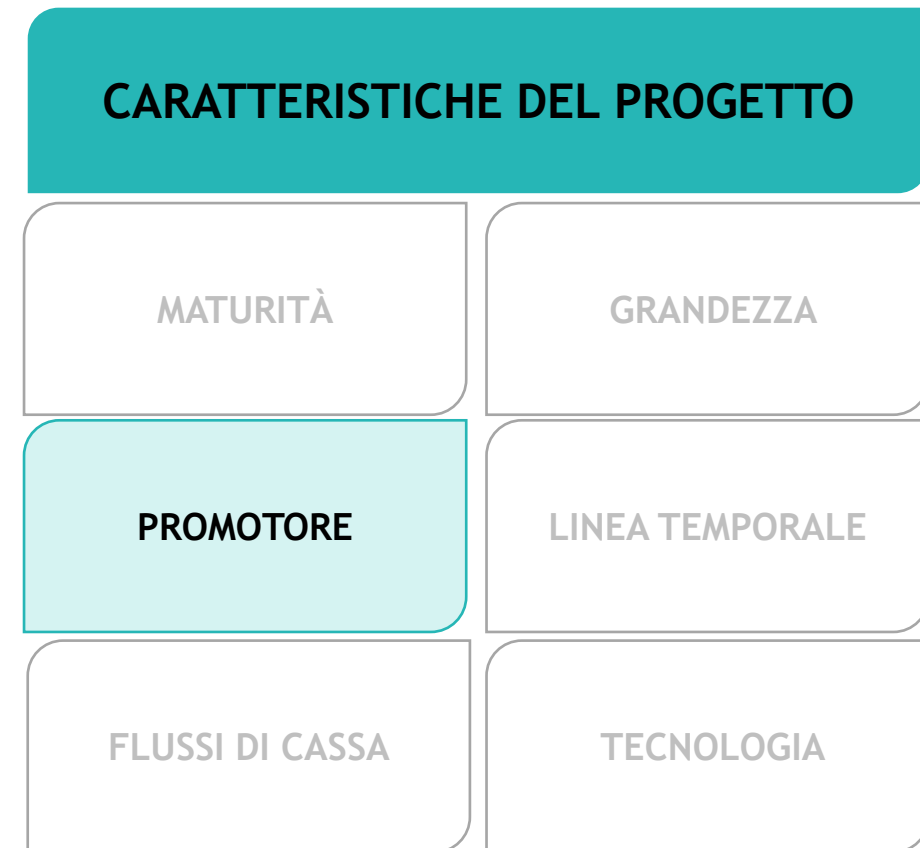 CARATTERISTICHE DEL PROGETTO
MATURITÀ
GRANDEZZA
PROMOTORE
LINEA TEMPORALE
FLUSSI DI CASSA
TECNOLOGIA